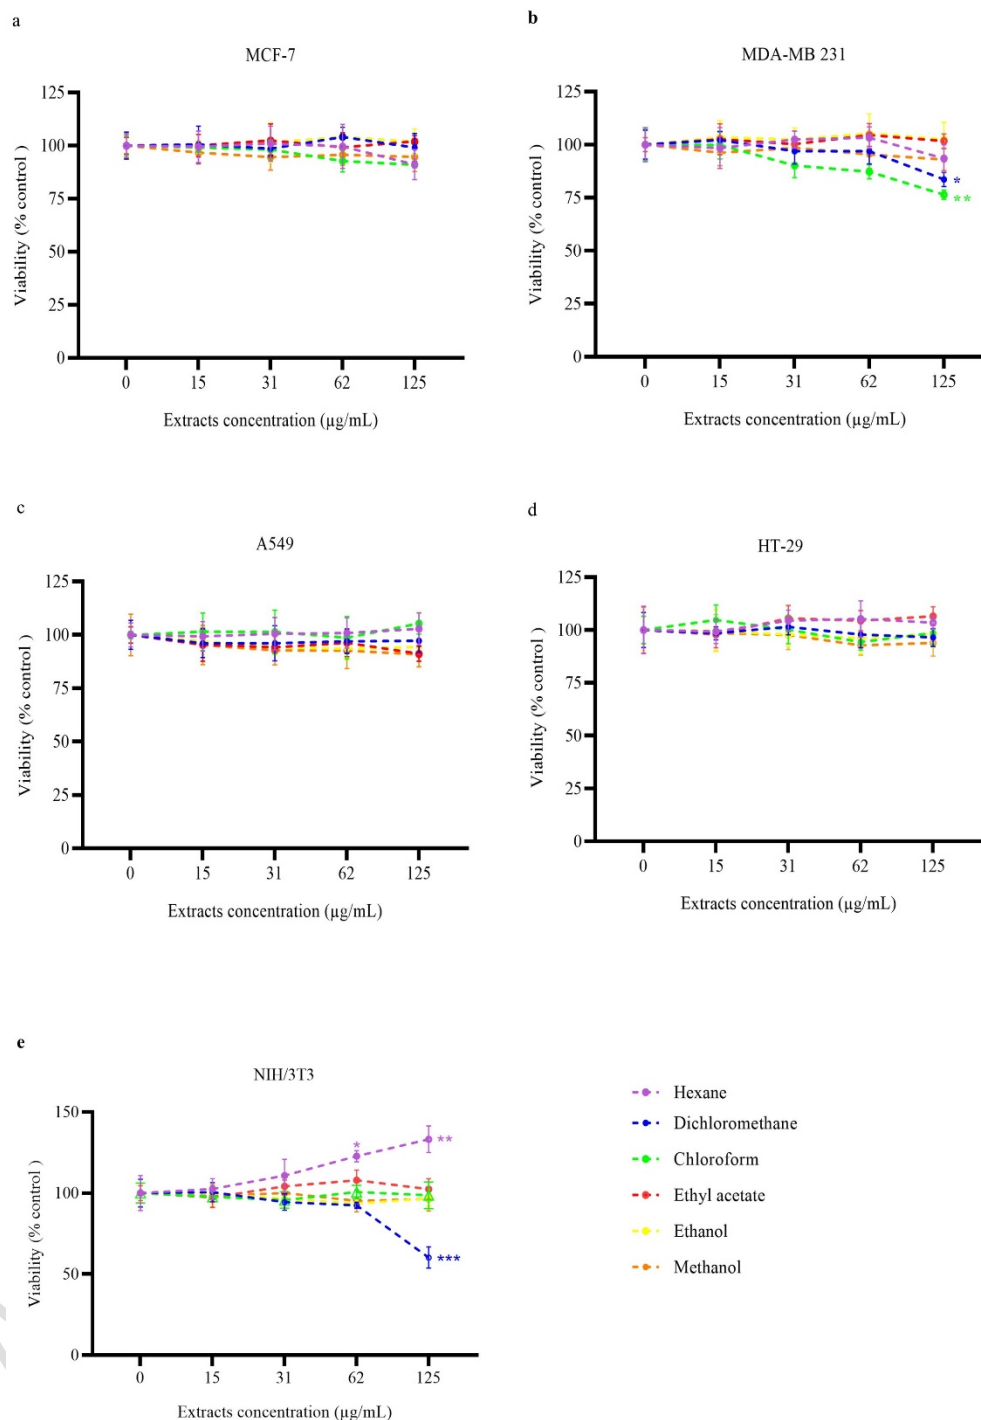 a
MCF-7
125
100
75
50
25
0
Viability (% control )
0 15 31 62 125
Extracts concentration (µg/mL)
b
MDA-MB 231
125
100
75
50
25
0
Viability (% control )
*
**
0 15 31 62 125
Extracts concentration (µg/mL)
c
A549
125
100
75
50
25
0
Viability (% control )
0 15 31 62 125
Extracts concentration (µg/mL)
d
HT-29
125
100
75
50
25
0
Viability (% control )
0 15 31 62 125
Extracts concentration (µg/mL)
e
NIH/3T3
150
100
50
0
Viability (% control )
*
**
***
0 15 31 62 125
Extracts concentration (µg/mL)
Hexane
Dichloromethane
Chloroform
Ethyl acetate
Ethanol
Methanol